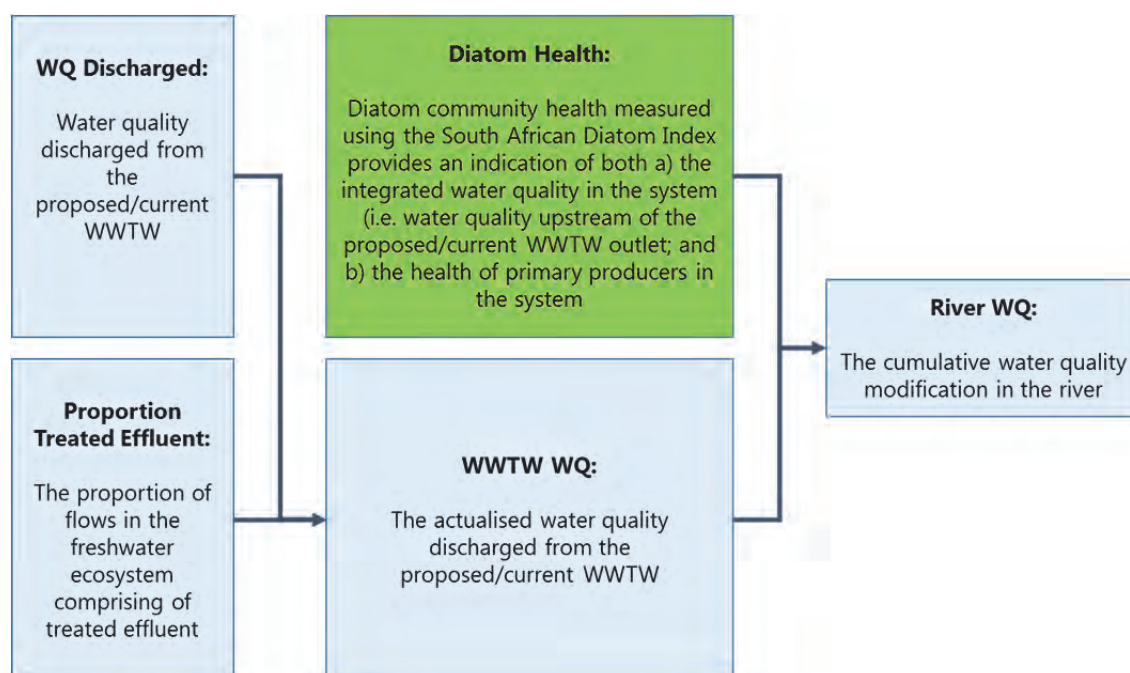 WQ Discharged:
Water quality
discharged from
the
proposed/current
WWTW
Diatom Health:
Diatom community health measured
using the South African Diatom Index
provides an indication of both a) the
integrated water quality in the system
(i.e. water quality upstream of the
proposed/current WWTW outlet; and
b) the health of primary producers in
the system
Proportion
Treated Effluent:
The proportion of
flows in the
freshwater
ecosystem
comprising of
treated effluent
WWTW WQ:
The actualised water quality
discharged from the
proposed/current WWTW
River WQ:
The cumulative water quality
modification in the river